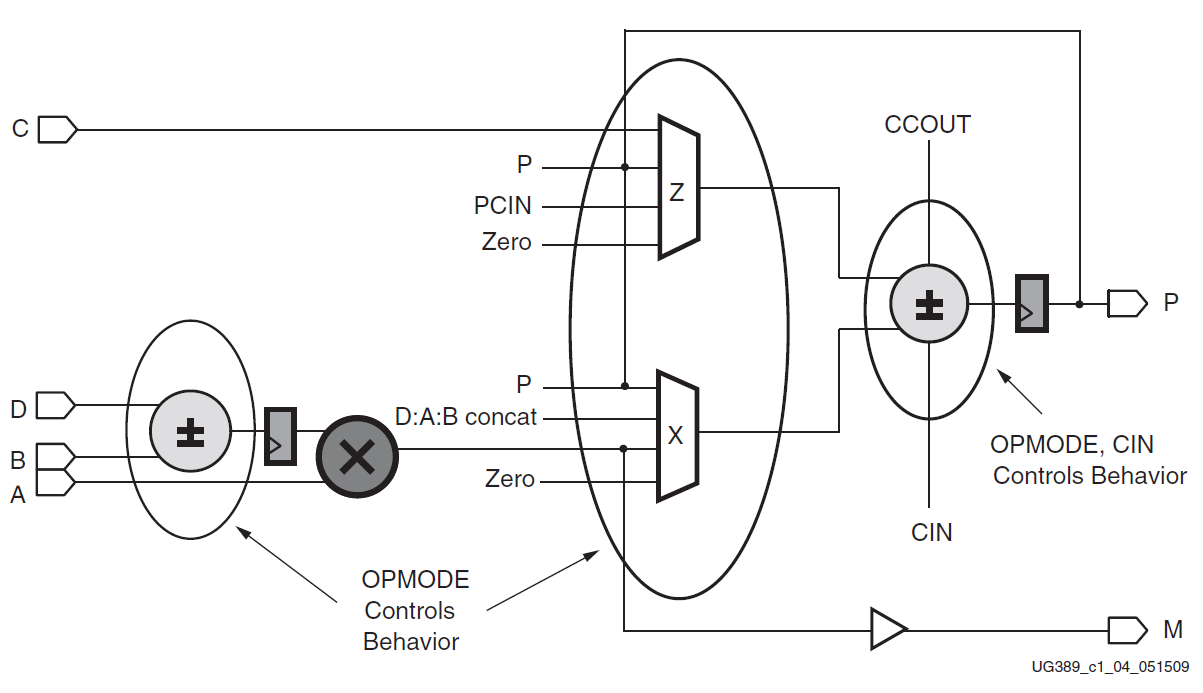 C
CCOUT
P
Z
PCIN
Zero
±
P
P
D
D:A:B concat
±
X
B
OPMODE, CIN
Controls Behavior
Zero
A
CIN
OPMODE
Controls
Behavior
M
UG389_c1_04_051509